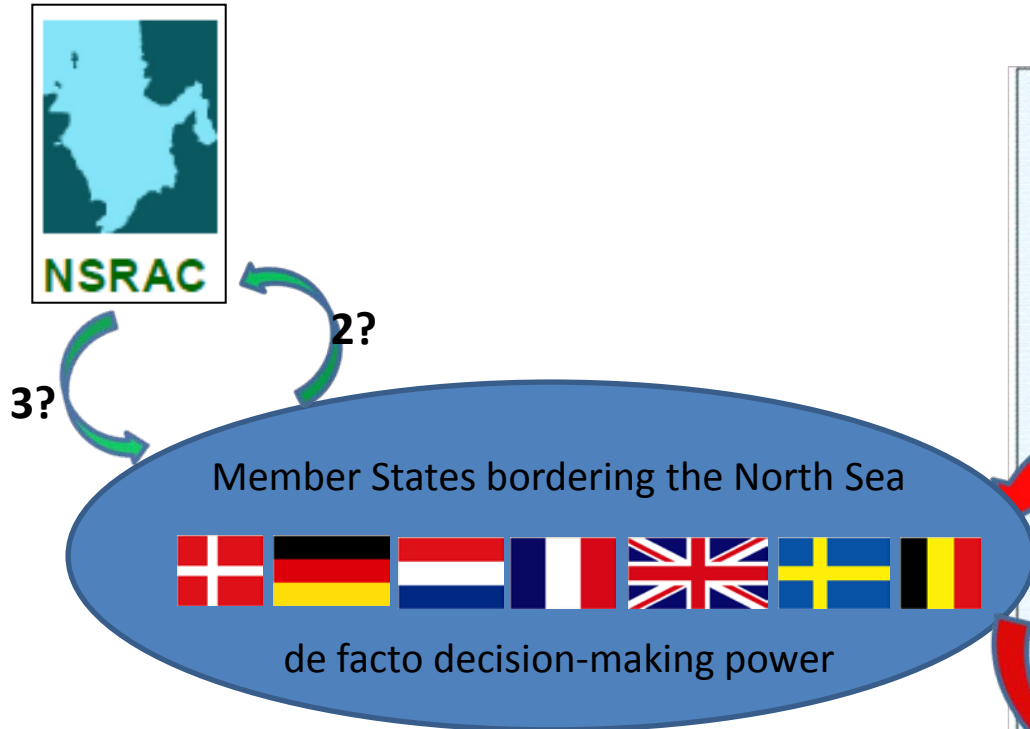 NSRAC
2?
3?
Member States bordering the North Sea
de facto decision-making power